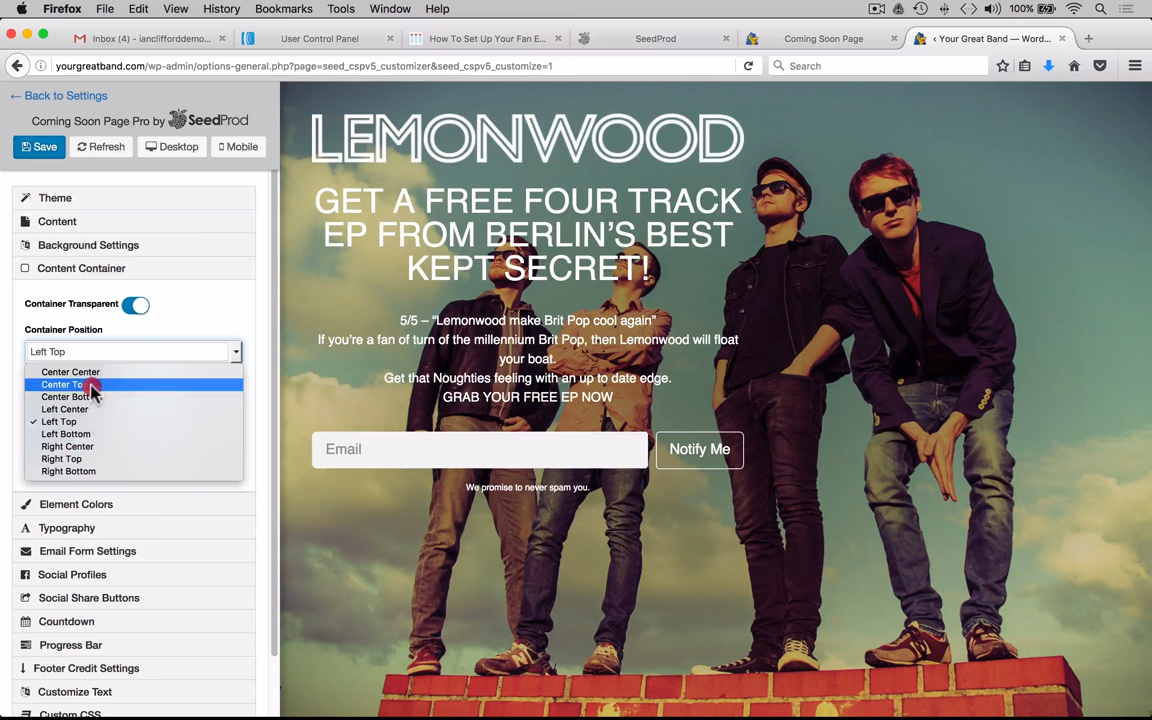 Firefox File Edit View History Bookmarks Tools Window Help 100%
Inbox (4) - ianclifforddemo...
User Control Panel
How To Set Up Your Fan E...
SeedProd
Coming Soon Page
‹ Your Great Band — Word...
yourgreatband.com/wp-admin/options-general.php?page=seed_cspv5_customizer&seed_cspv5_customize=1
Search
← Back to Settings
Coming Soon Page Pro by SeedProd
Save Refresh Desktop Mobile
Theme
Content
Background Settings
Content Container
Container Transparent
Container Position
Left Top
Center Center
Center
Center
Left Center
✓ Left Top
Left Bottom
Right Center
Right Top
Right Bottom
Element Colors
Typography
Email Form Settings
Social Profiles
Social Share Buttons
Countdown
Progress Bar
Footer Credit Settings
Customize Text
Custom CSS
LEMONWOOD
GET A FREE FOUR TRACK
EP FROM BERLIN'S BEST
KEPT SECRET!
5/5 – “Lemonwood make Brit Pop cool again”
If you're a fan of turn of the millennium Brit Pop, then Lemonwood will float
your boat.
Get that Noughties feeling with an up to date edge.
GRAB YOUR FREE EP NOW
Email
Notify Me
We promise to never spam you.